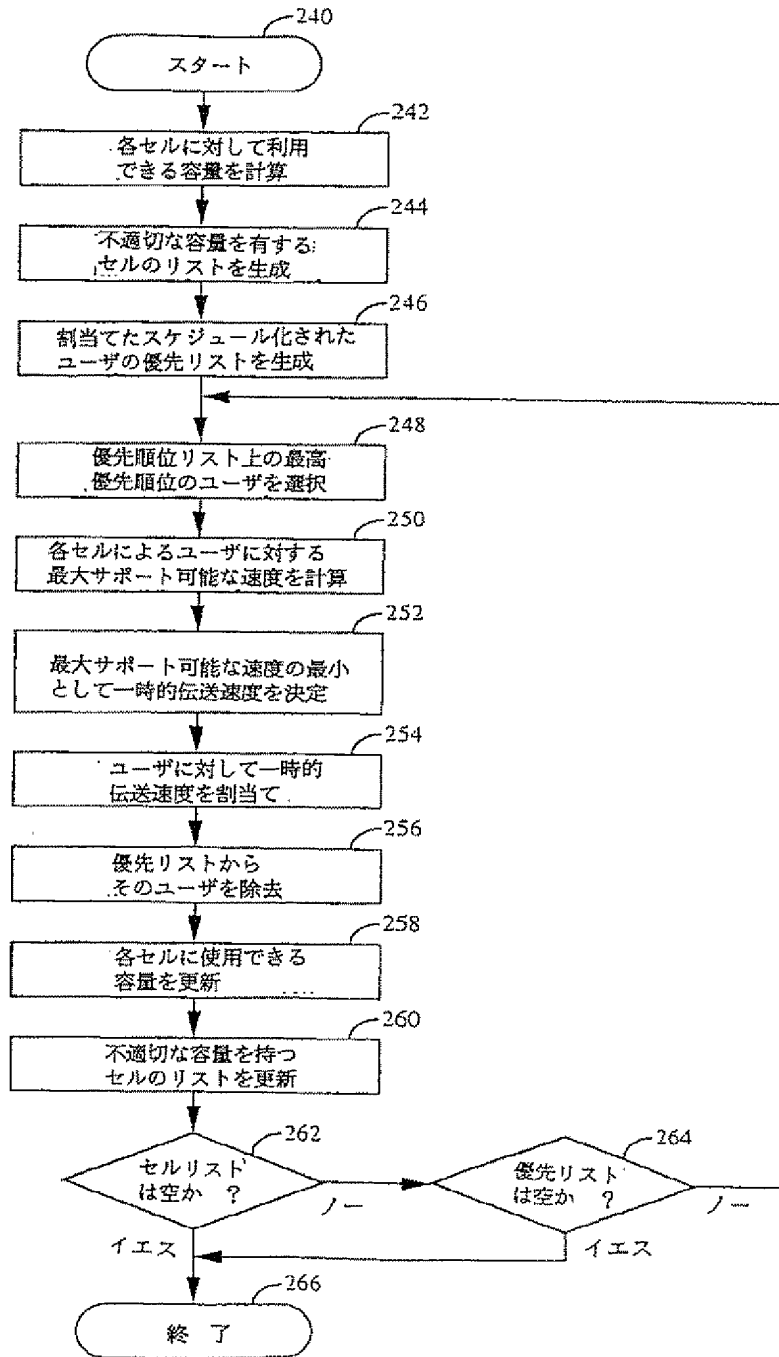 240
スタート
242
各セルに対して利用
できる容量を計算
244
不適切な容量を有する
セルのリストを生成
246
割当てたスケジュール化された
ユーザの優先リストを生成
248
優先順位リスト上の最高
優先順位のユーザを選択
250
各セルによるユーザに対する
最大サポート可能な速度を計算
252
最大サポート可能な速度の最小
として一時的伝送速度を決定
254
ユーザに対して一時的
伝送速度を割当て
256
優先リストから
そのユーザを除去
258
各セルに使用できる
容量を更新
260
不適切な容量を持つ
セルのリストを更新
262
セルリスト
は空か ?
ノー
イエス
264
優先リスト
は空か ?
ノー
イエス
266
終 了